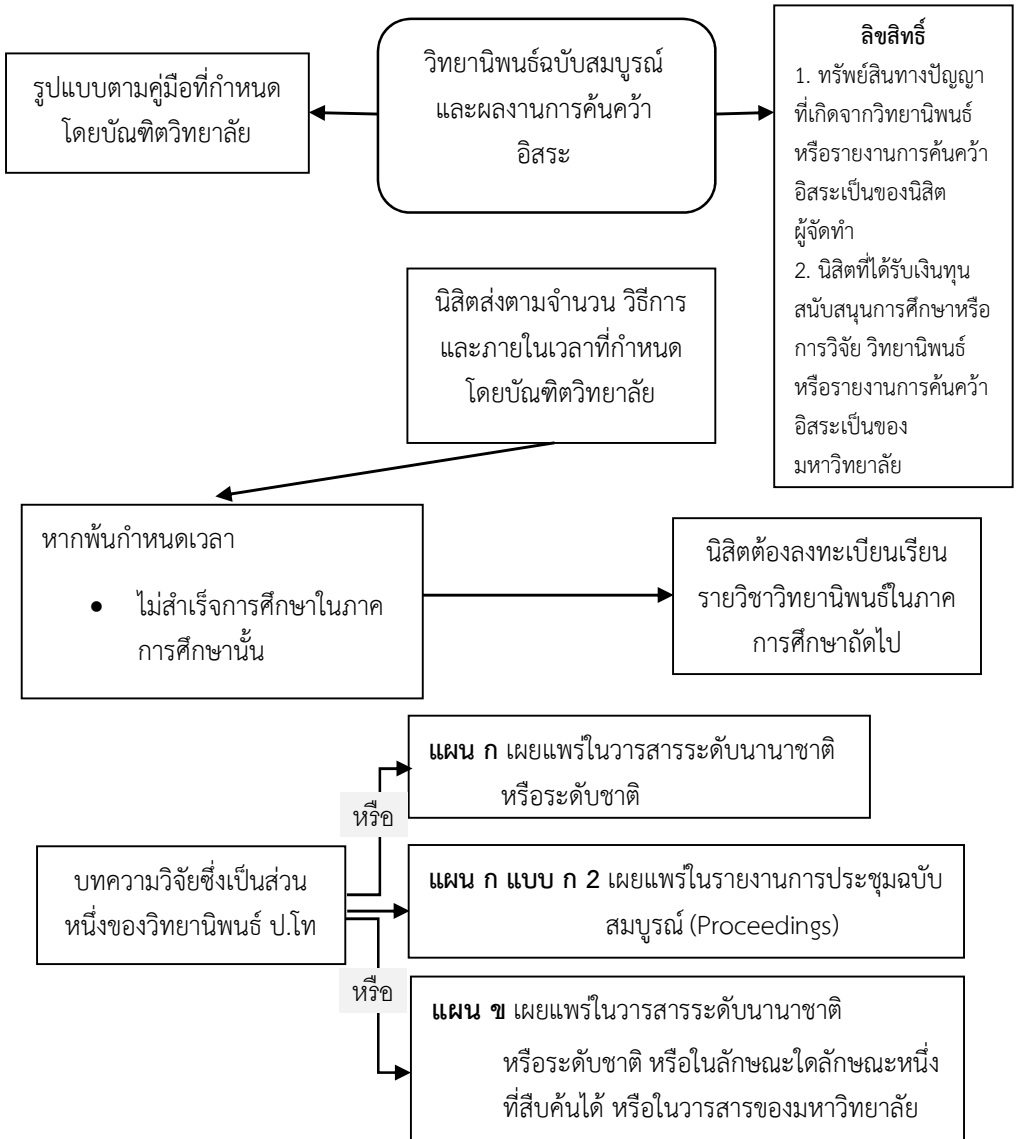 วิทยานิพนธ์ฉบับสมบูรณ์
และผลงานการค้นคว้า
อิสระ
รูปแบบตามคู่มือที่กำหนด
โดยบัณฑิตวิทยาลัย
ลิขสิทธิ์
1. ทรัพย์สินทางปัญญา
ที่เกิดจากวิทยานิพนธ์
หรือรายงานการค้นคว้า
อิสระเป็นของนิสิต
ผู้จัดทำ
2. นิสิตที่ได้รับเงินทุน
สนับสนุนการศึกษาหรือ
การวิจัย วิทยานิพนธ์
หรือรายงานการค้นคว้า
อิสระเป็นของ
มหาวิทยาลัย
นิสิตส่งตามจำนวน วิธีการ
และภายในเวลาที่กำหนด
โดยบัณฑิตวิทยาลัย
หากพ้นกำหนดเวลา
● ไม่สำเร็จการศึกษาในภาค
การศึกษานั้น
นิสิตต้องลงทะเบียนเรียน
รายวิชาวิทยานิพนธ์ในภาค
การศึกษาถัดไป
บทความวิจัยซึ่งเป็นส่วน
หนึ่งของวิทยานิพนธ์ ป.โท
หรือ
แผน ก เผยแพร่ในวารสารระดับนานาชาติ
หรือระดับชาติ
แผน ก แบบ ก 2 เผยแพร่ในรายงานการประชุมฉบับ
สมบูรณ์ (Proceedings)
หรือ
แผน ข เผยแพร่ในวารสารระดับนานาชาติ
หรือระดับชาติ หรือในลักษณะใดลักษณะหนึ่ง
ที่สืบค้นได้ หรือในวารสารของมหาวิทยาลัย